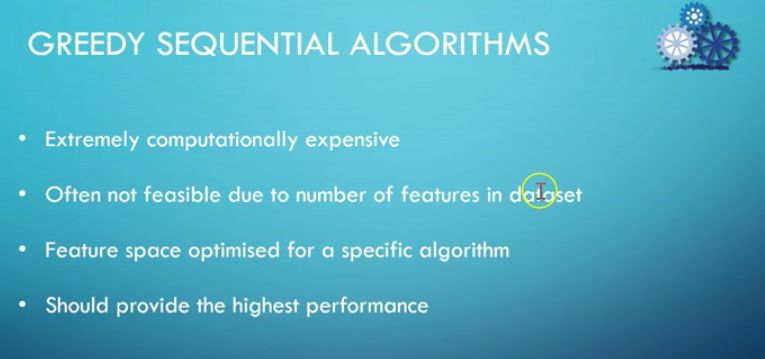 GREEDY SEQUENTIAL ALGORITHMS
• Extremely computationally expensive
• Often not feasible due to number of features in dataset
• Feature space optimised for a specific algorithm
• Should provide the highest performance